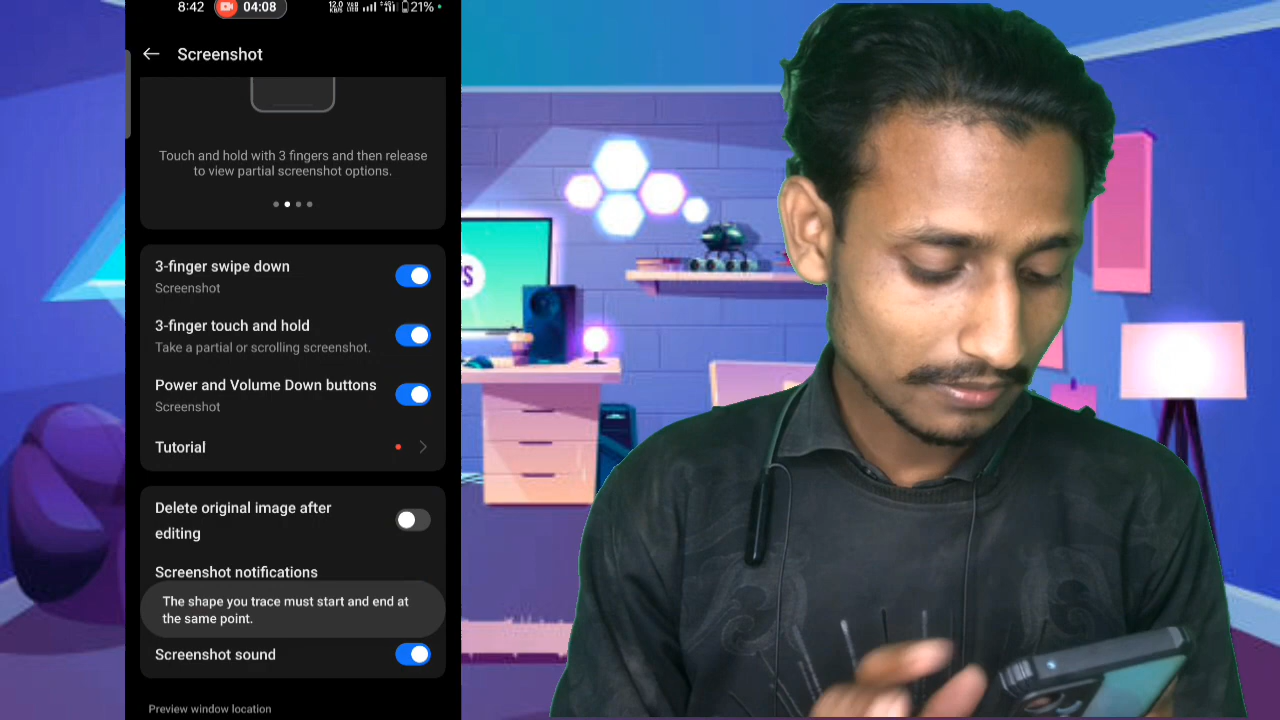 8:42
04:08
21%
Screenshot
Touch and hold with 3 fingers and then release
to view partial screenshot options.
3-finger swipe down
Screenshot
3-finger touch and hold
Take a partial or scrolling screenshot.
Power and Volume Down buttons
Screenshot
Tutorial
Delete original image after
editing
Screenshot notifications
The shape you trace must start and end at
the same point.
Screenshot sound
Preview window location